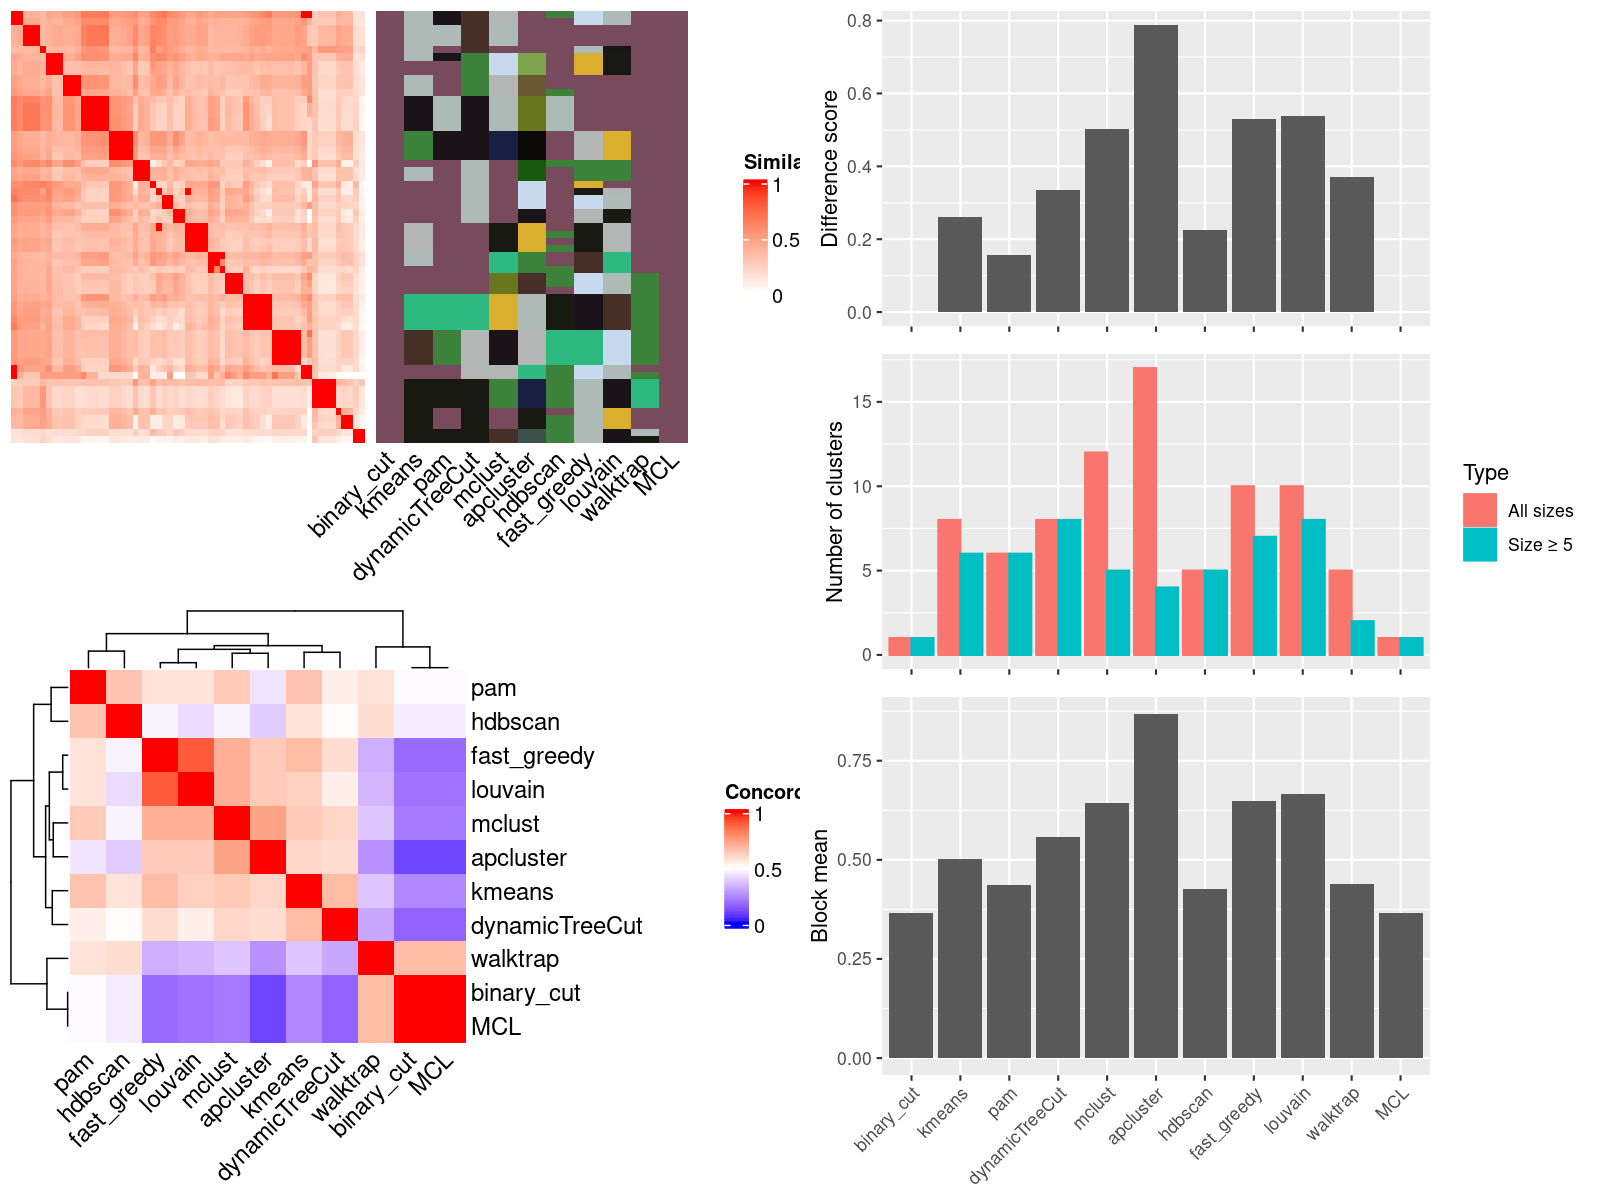 Simila
1
0.5
0
binary_cut
kmeans
pam
dynamicTreeCut
mclust
apcluster
hdbscan
fast_greedy
louvain
walktrap
MCL
pam
hdbscan
fast_greedy
louvain
mclust
apcluster
kmeans
dynamicTreeCut
walktrap
binary_cut
MCL
pam
hdbscan
fast_greedy
louvain
mclust
apcluster
kmeans
dynamicTreeCut
walktrap
binary_cut
MCL
Concord
1
0.5
0
Difference score
0.8
0.6
0.4
0.2
0.0
Number of clusters
15
10
5
0
Type
All sizes
Size ≥ 5
Block mean
0.75
0.50
0.25
0.00
binary_cut
kmeans
pam
dynamicTreeCut
mclust
apcluster
hdbscan
fast_greedy
louvain
walktrap
MCL